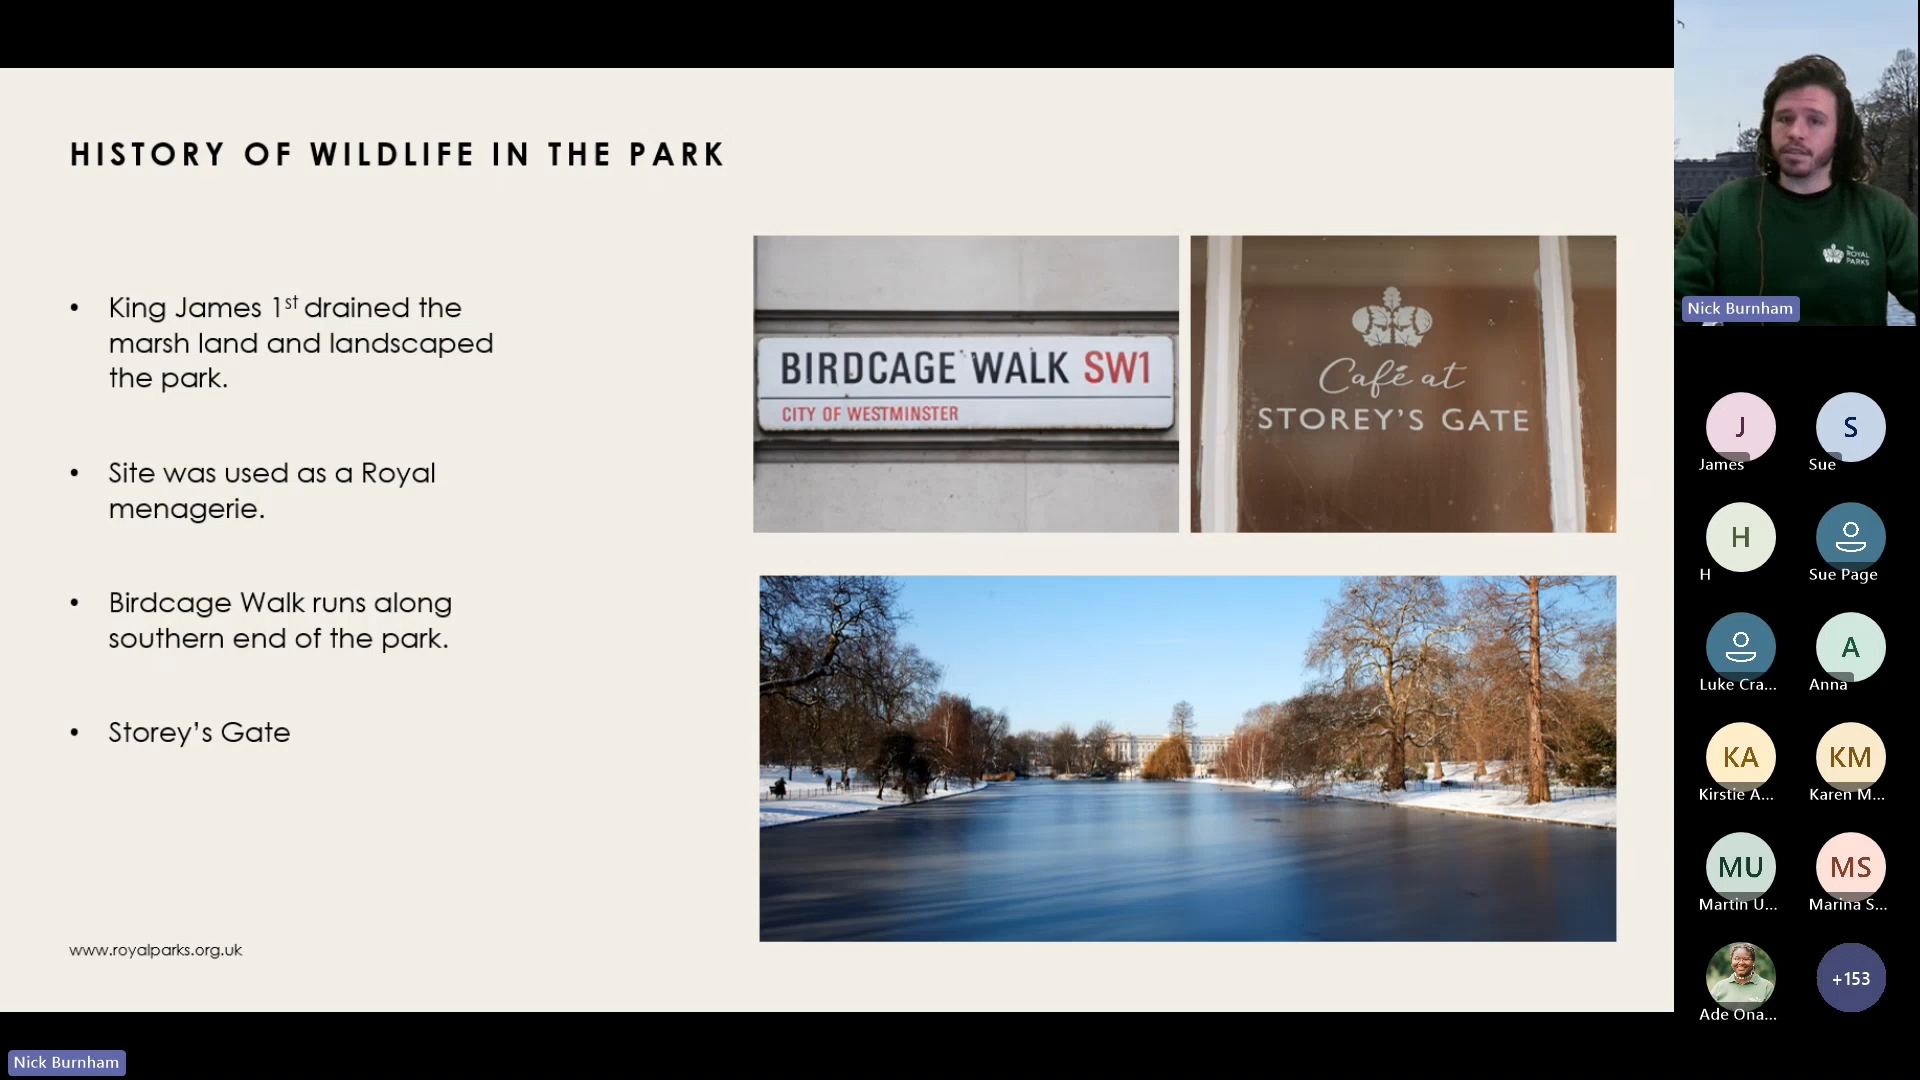 HISTORY OF WILDLIFE IN THE PARK
• King James 1st drained the
marsh land and landscaped
the park.
• Site was used as a Royal
menagerie.
• Birdcage Walk runs along
southern end of the park.
• Storey's Gate
BIRDCAGE WALK SW1
CITY OF WESTMINSTER
Café at
STOREY'S GATE
www.royalparks.org.uk
Nick Burnham
THE
ROYAL
PARKS
Nick Burnham
J
James
S
Sue
H
H
Sue Page
Luke Cra...
A
Anna
KA
Kirstie A...
KM
Karen M...
MU
Martin U...
MS
Marina S...
Ade Ona...
+153